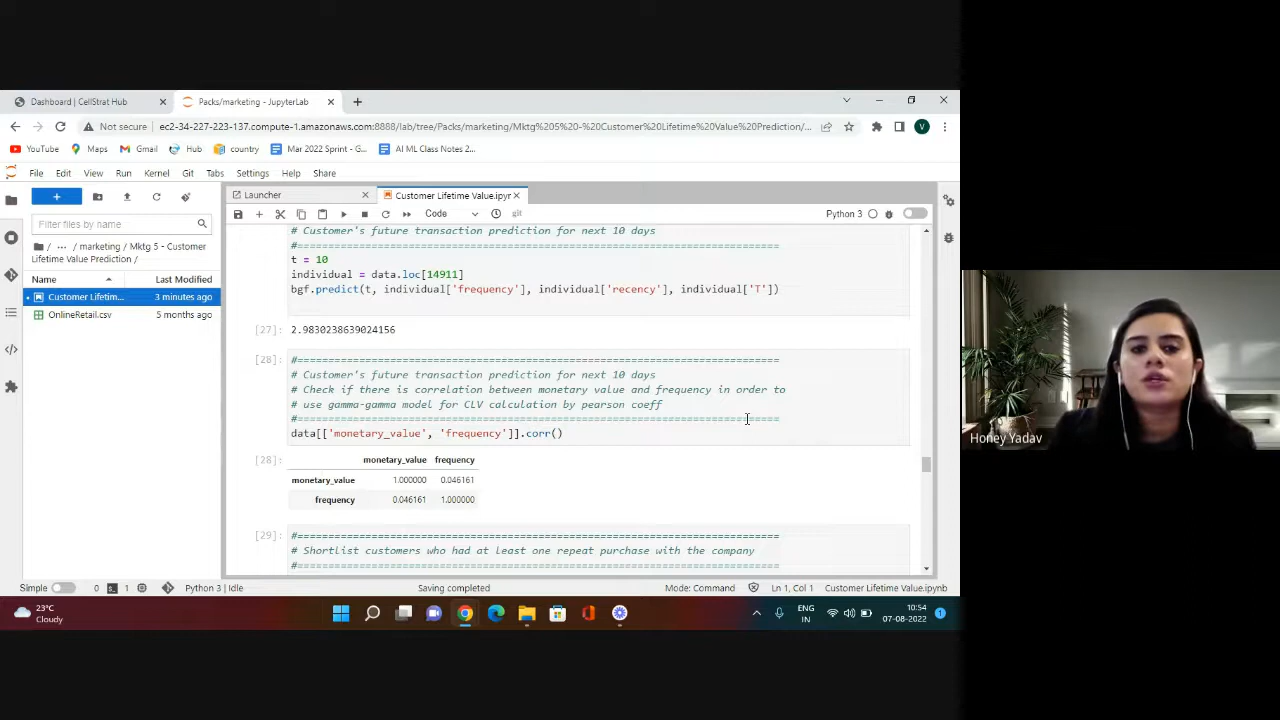 Dashboard | CellStrat Hub
Packs/marketing - JupyterLab
Not secure
ec2-34-227-223-137.compute-1.amazonaws.com:8888/lab/tree/Packs/marketing/Mktg%205%20-%20Customer%20Lifetime%20Value%20Prediction/...
V
YouTube
Maps
Gmail
Hub
country
Mar 2022 Sprint - G...
AI ML Class Notes 2...
File Edit View Run Kernel Git Tabs Settings Help Share
Launcher
Customer Lifetime Value.ipyr
Code
git
Python 3
Filter files by name
/ ... / marketing / Mktg 5 - Customer
Lifetime Value Prediction /
Name
Last Modified
Customer Lifetim...
3 minutes ago
OnlineRetail.csv
5 months ago
# Customer's future transaction prediction for next 10 days
#=================================================================
t = 10
individual = data.loc[14911]
bgf.predict(t, individual['frequency'], individual['recency'], individual['T'])
[27]
2.9830238639024156
[28]
#=================================================================
# Customer's future transaction prediction for next 10 days
# Check if there is correlation between monetary value and frequency in order to
# use gamma-gamma model for CLV calculation by pearson coeff
#=================================================================
data[['monetary_value', 'frequency']].corr()
[28]
monetary_value frequency
monetary_value 1.000000 0.046161
frequency 0.046161 1.000000
[29]
#=================================================================
# Shortlist customers who had at least one repeat purchase with the company
#=================================================================
Simple
0
1
Python 3 | Idle
Saving completed
Mode: Command
Ln 1, Col 1
Customer Lifetime Value.ipynb
23°C
Cloudy
ENG
IN
10:54
07-08-2022
1
Honey Yadav